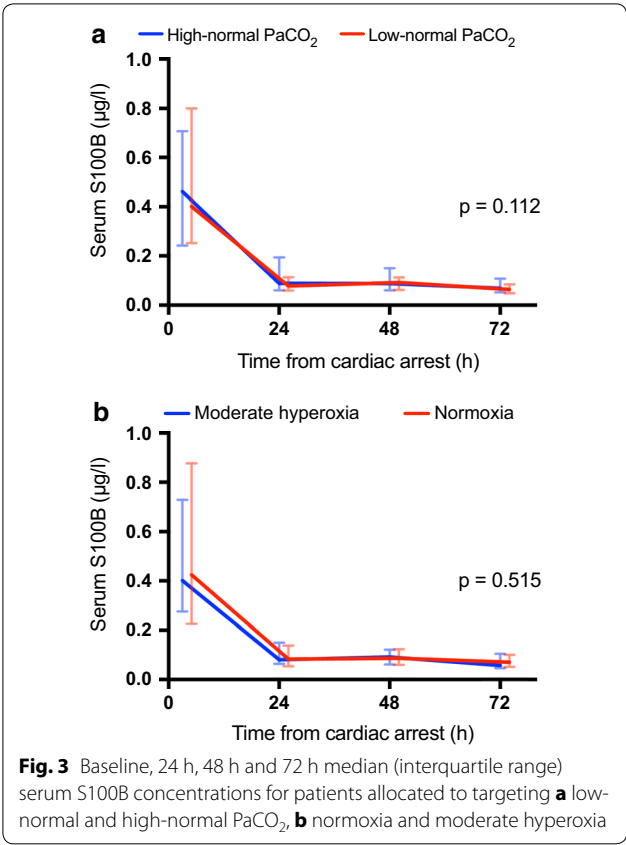 a
High-normal PaCO₂ Low-normal PaCO₂
1.0
0.8
0.6
0.4
0.2
0.0
Serum S100B (µg/l)
p = 0.112
0 24 48 72
Time from cardiac arrest (h)
b
Moderate hyperoxia Normoxia
1.0
0.8
0.6
0.4
0.2
0.0
Serum S100B (µg/l)
p = 0.515
0 24 48 72
Time from cardiac arrest (h)
Fig. 3 Baseline, 24 h, 48 h and 72 h median (interquartile range)
serum S100B concentrations for patients allocated to targeting a low-
normal and high-normal PaCO₂, b normoxia and moderate hyperoxia